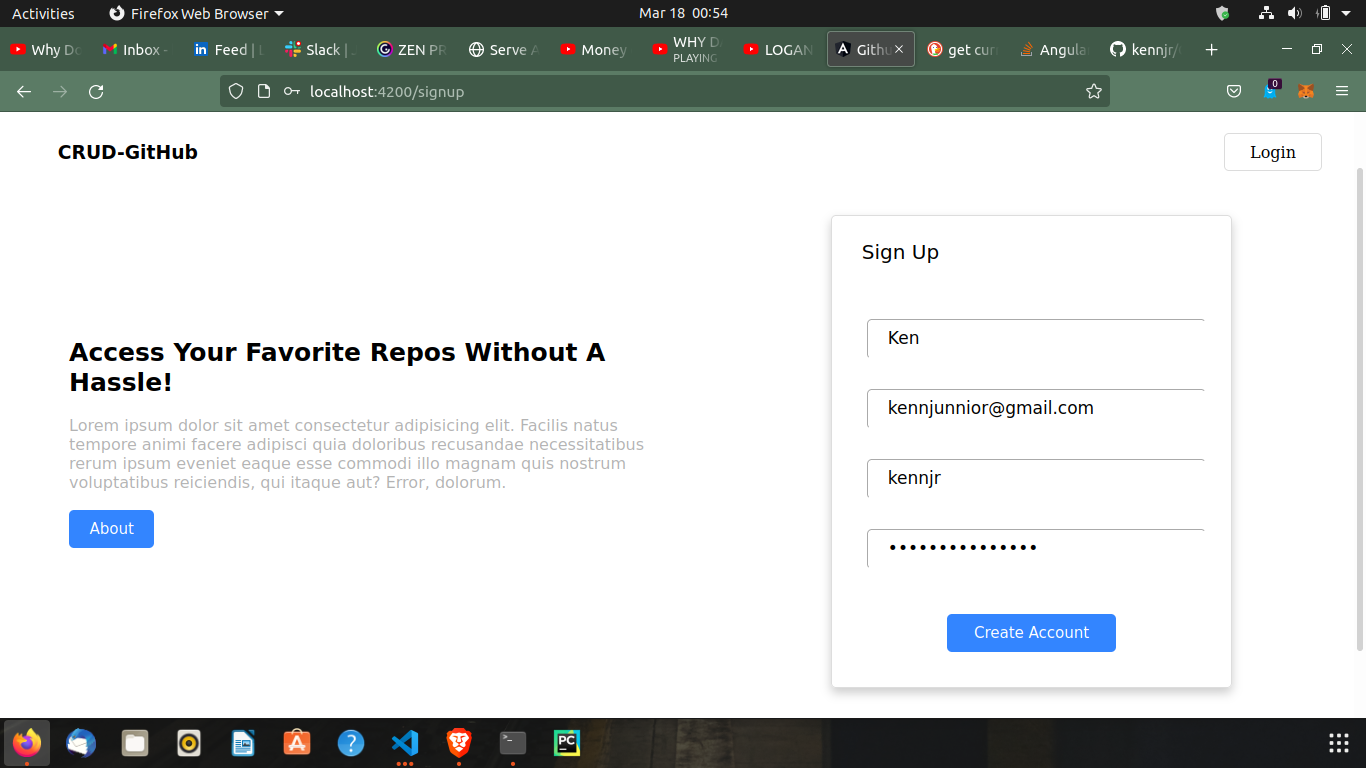 Activities
Firefox Web Browser
Mar 18 00:54
Why Do
Inbox -
Feed | L
Slack | .
ZEN PR
Serve A
Money
WHY D
PLAYING
LOGAN
Githu
get curr
Angula
kennjr/
localhost:4200/signup
0
CRUD-GitHub
Login
Sign Up
Ken
kennjunnior@gmail.com
kennjr
•••••••••••••••
Create Account
Access Your Favorite Repos Without A
Hassle!
Lorem ipsum dolor sit amet consectetur adipisicing elit. Facilis natus
tempore animi facere adipisci quia doloribus recusandae necessitatibus
rerum ipsum eveniet eaque esse commodi illo magnam quis nostrum
voluptatibus reiciendis, qui itaque aut? Error, dolorum.
About
PC